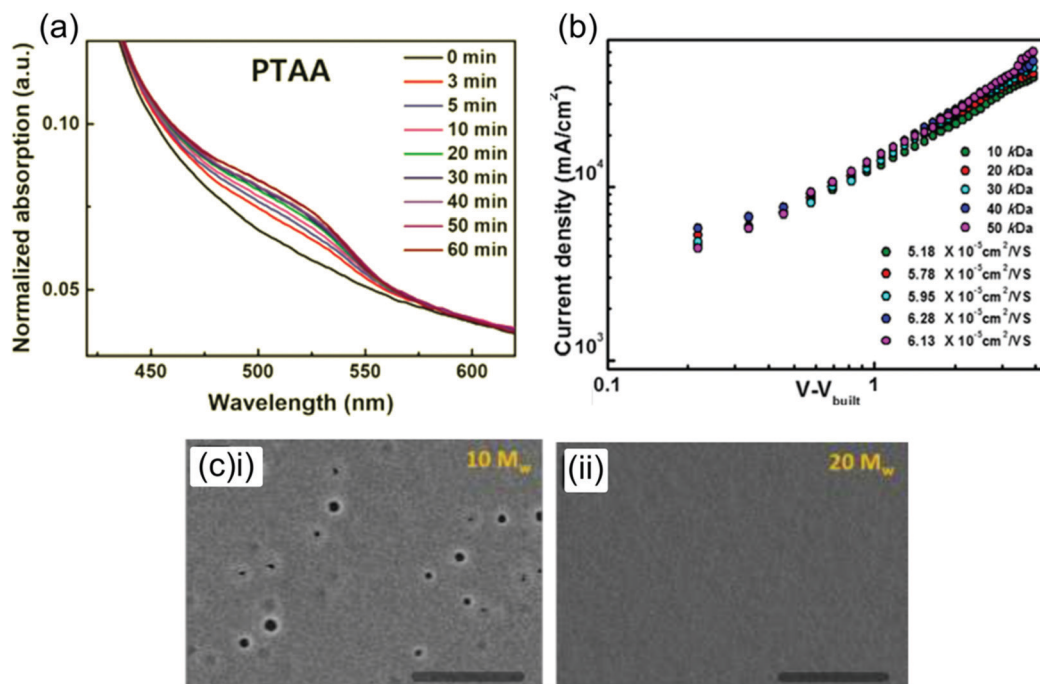 (a)
PTAA
0 min
3 min
5 min
10 min
20 min
30 min
40 min
50 min
60 min
0.10
0.05
Normalized absorption (a.u.)
450
500
550
600
Wavelength (nm)
(b)
Current density (mA/cm²)
10⁴
10³
10 kDa
20 kDa
30 kDa
40 kDa
50 kDa
5.18 X 10⁻⁵cm²/VS
5.78 X 10⁻⁵cm²/VS
5.95 X 10⁻⁵cm²/VS
6.28 X 10⁻⁵cm²/VS
6.13 X 10⁻⁵cm²/VS
0.1
1
V-V_built
(c)i)
10 M_w
(ii)
20 M_w